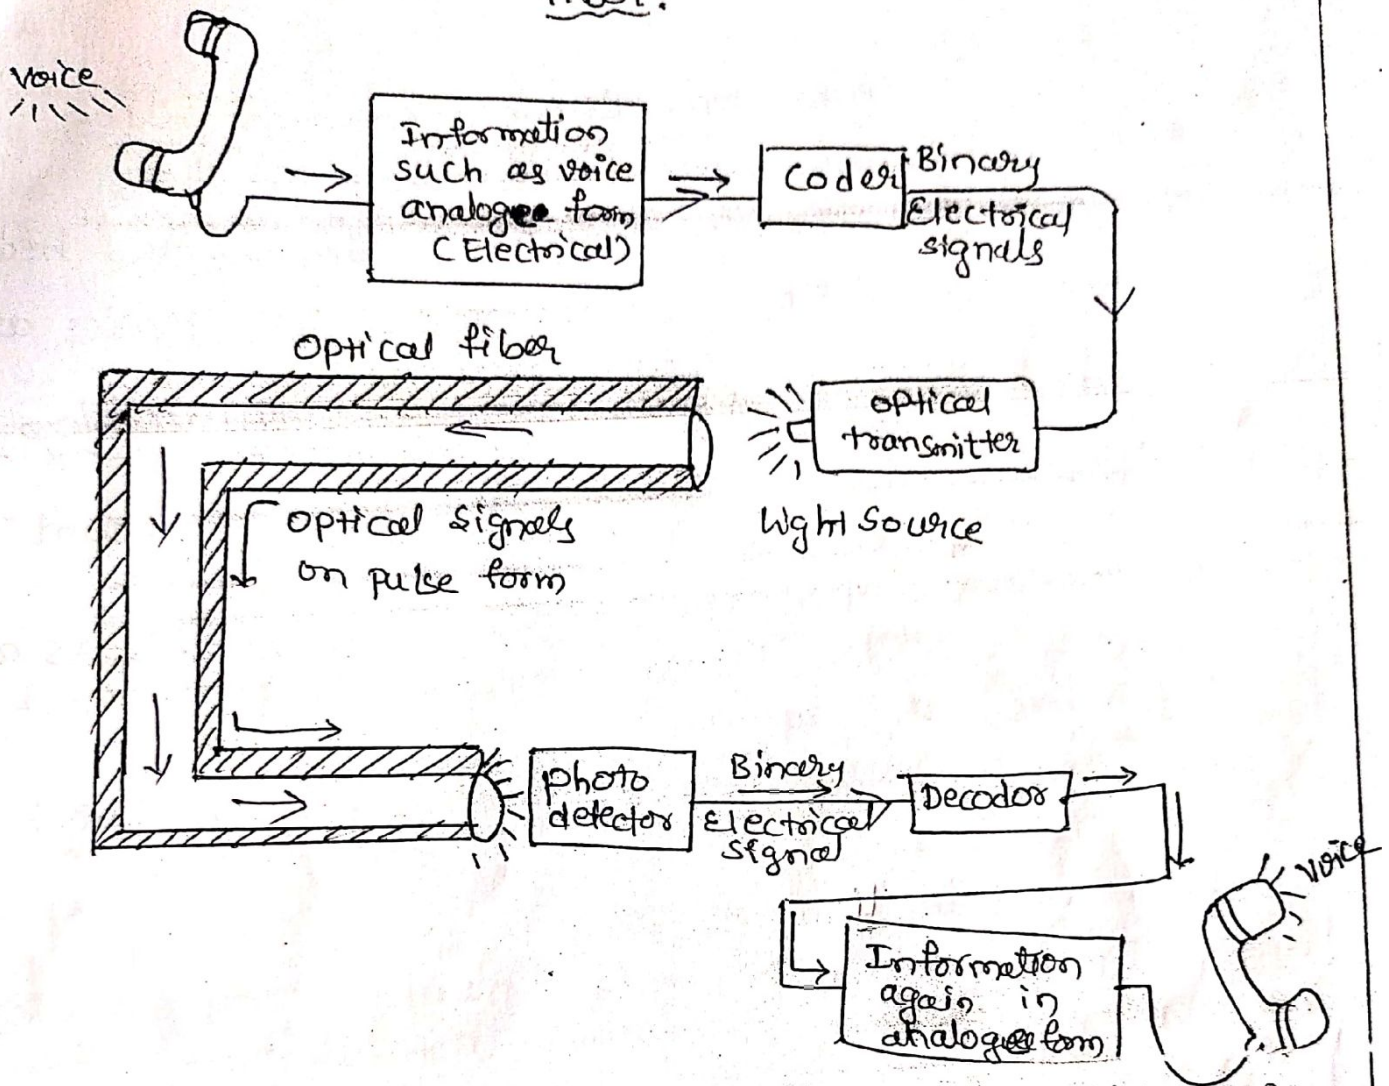 voice
Information
such as voice
analogue form
(Electrical)
Coder
Binary
Electrical
signals
Optical fiber
optical
transmitter
Light Source
Optical signals
on pulse form
Photo
detector
Binary
Electrical
signal
Decodor
voice
Information
again in
analogue form